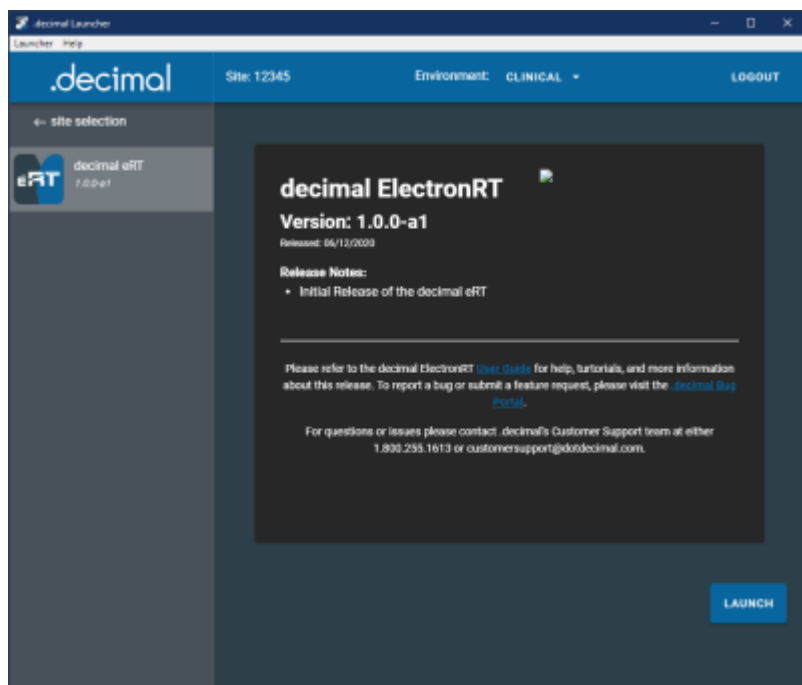 .decimal Launcher
Launcher Help
.decimal
Site: 12345
Environment: CLINICAL
LOGOUT
← site selection
eRT
decimal eRT
1.0.0-a1
decimal ElectronRT
Version: 1.0.0-a1
Released: 06/12/2020
Release Notes:
• Initial Release of the decimal eRT
Please refer to the decimal ElectronRT User Guide for help, turtorials, and more information
about this release. To report a bug or submit a feature request, please visit the .decimal Bug
Portal.
For questions or issues please contact .decimal's Customer Support team at either
1.800.255.1613 or customersupport@dotdecimal.com.
LAUNCH